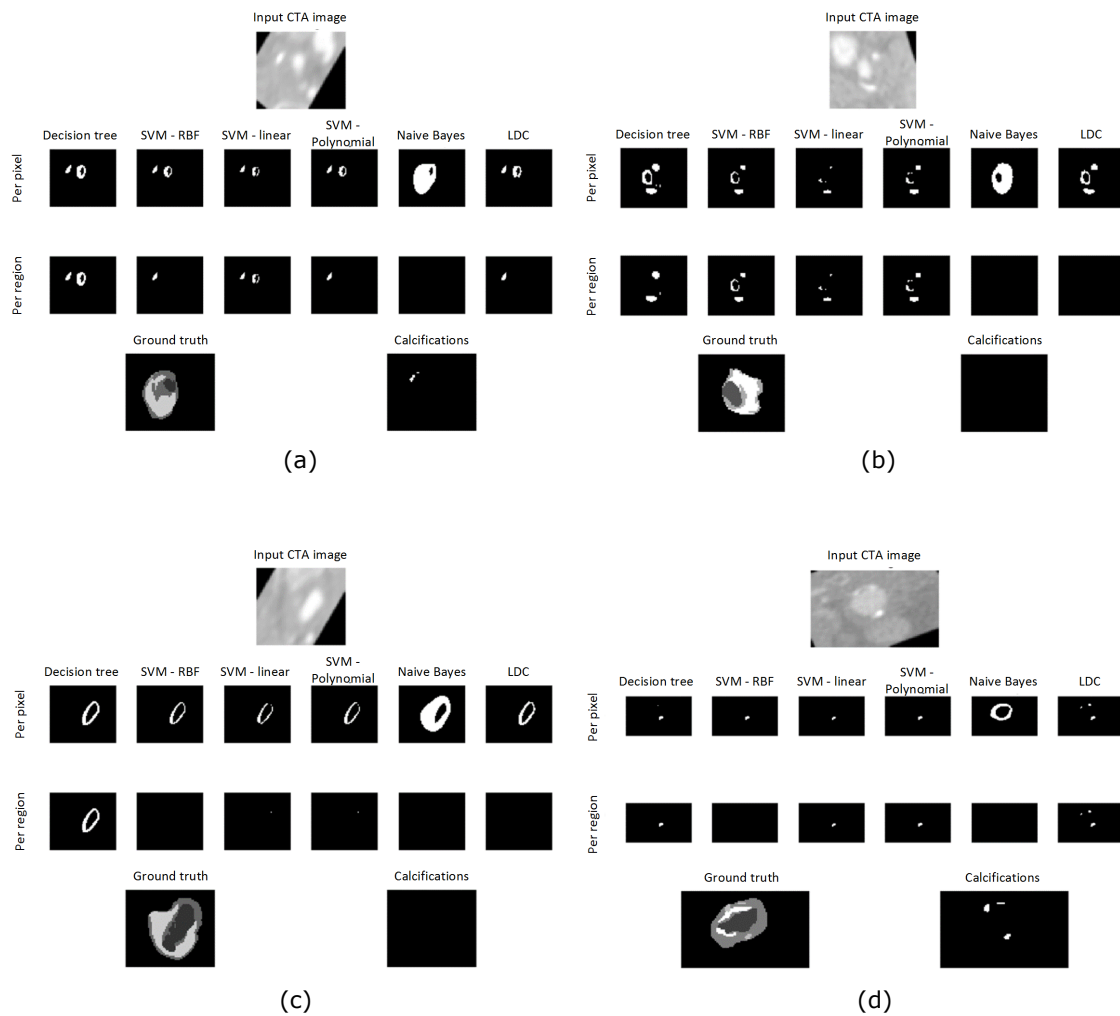 Input CTA image
Decision tree SVM - RBF SVM - linear SVM - Polynomial Naive Bayes LDC
Per pixel
Per region
Ground truth Calcifications
(a)
Input CTA image
Decision tree SVM - RBF SVM - linear SVM - Polynomial Naive Bayes LDC
Per pixel
Per region
Ground truth Calcifications
(b)
Input CTA image
Decision tree SVM - RBF SVM - linear SVM - Polynomial Naive Bayes LDC
Per pixel
Per region
Ground truth Calcifications
(c)
Input CTA image
Decision tree SVM - RBF SVM - linear SVM - Polynomial Naive Bayes LDC
Per pixel
Per region
Ground truth Calcifications
(d)